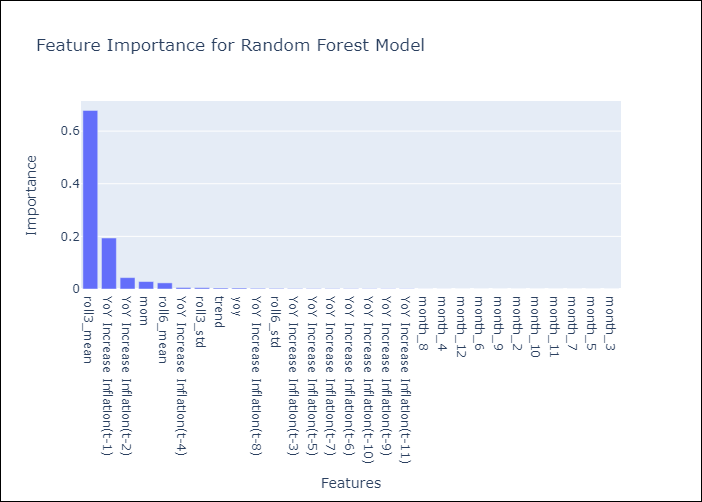 Feature Importance for Random Forest Model
Importance
0.6
0.4
0.2
0
roll3_mean
YoY Increase Inflation(t-1)
YoY Increase Inflation(t-2)
mom
roll6_mean
YoY Increase Inflation(t-4)
roll3_std
trend
yoy
YoY Increase Inflation(t-8)
roll6_std
YoY Increase Inflation(t-3)
YoY Increase Inflation(t-5)
YoY Increase Inflation(t-7)
YoY Increase Inflation(t-6)
YoY Increase Inflation(t-10)
YoY Increase Inflation(t-9)
YoY Increase Inflation(t-11)
month_8
month_4
month_12
month_6
month_9
month_2
month_10
month_11
month_7
month_5
month_3
Features